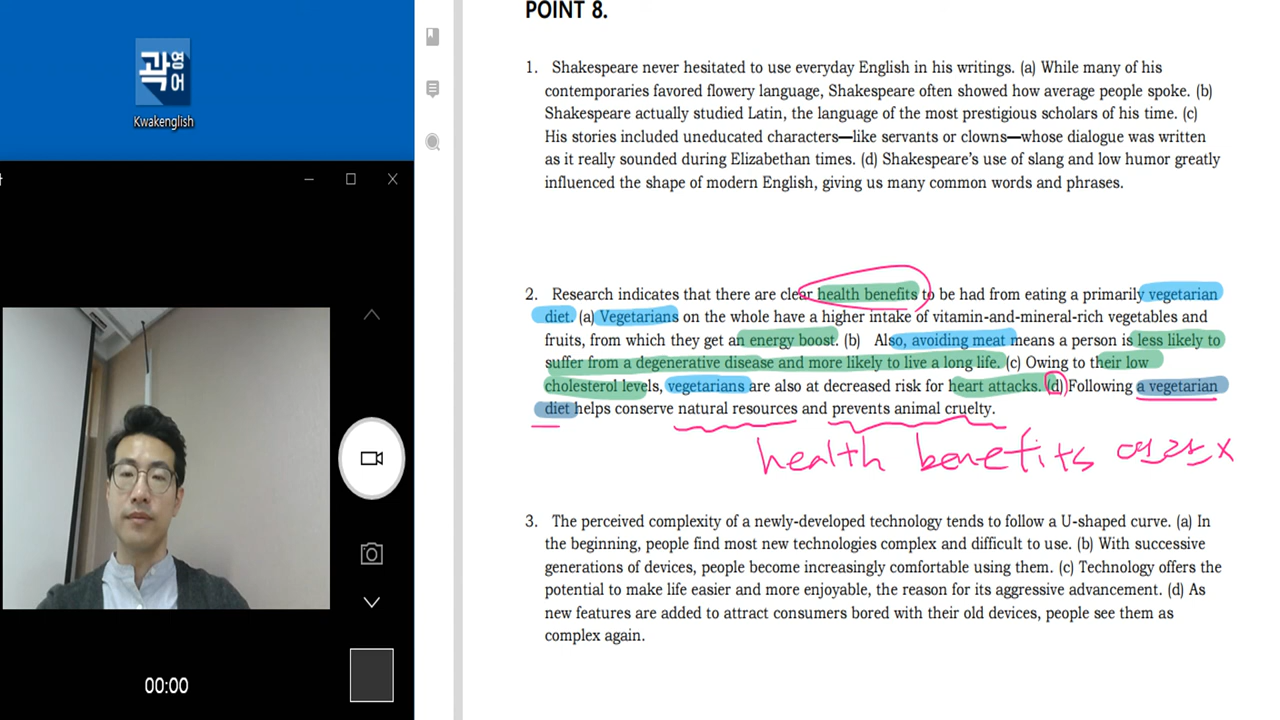 곽영어
Kwakenglish
00:00
POINT 8.
1. Shakespeare never hesitated to use everyday English in his writings. (a) While many of his
contemporaries favored flowery language, Shakespeare often showed how average people spoke. (b)
Shakespeare actually studied Latin, the language of the most prestigious scholars of his time. (c)
His stories included uneducated characters—like servants or clowns—whose dialogue was written
as it really sounded during Elizabethan times. (d) Shakespeare's use of slang and low humor greatly
influenced the shape of modern English, giving us many common words and phrases.
2. Research indicates that there are clear health benefits to be had from eating a primarily vegetarian
diet. (a) Vegetarians on the whole have a higher intake of vitamin-and-mineral-rich vegetables and
fruits, from which they get an energy boost. (b) Also, avoiding meat means a person is less likely to
suffer from a degenerative disease and more likely to live a long life. (c) Owing to their low
cholesterol levels, vegetarians are also at decreased risk for heart attacks. (d) Following a vegetarian
diet helps conserve natural resources and prevents animal cruelty.
health benefits x
3. The perceived complexity of a newly-developed technology tends to follow a U-shaped curve. (a) In
the beginning, people find most new technologies complex and difficult to use. (b) With successive
generations of devices, people become increasingly comfortable using them. (c) Technology offers the
potential to make life easier and more enjoyable, the reason for its aggressive advancement. (d) As
new features are added to attract consumers bored with their old devices, people see them as
complex again.